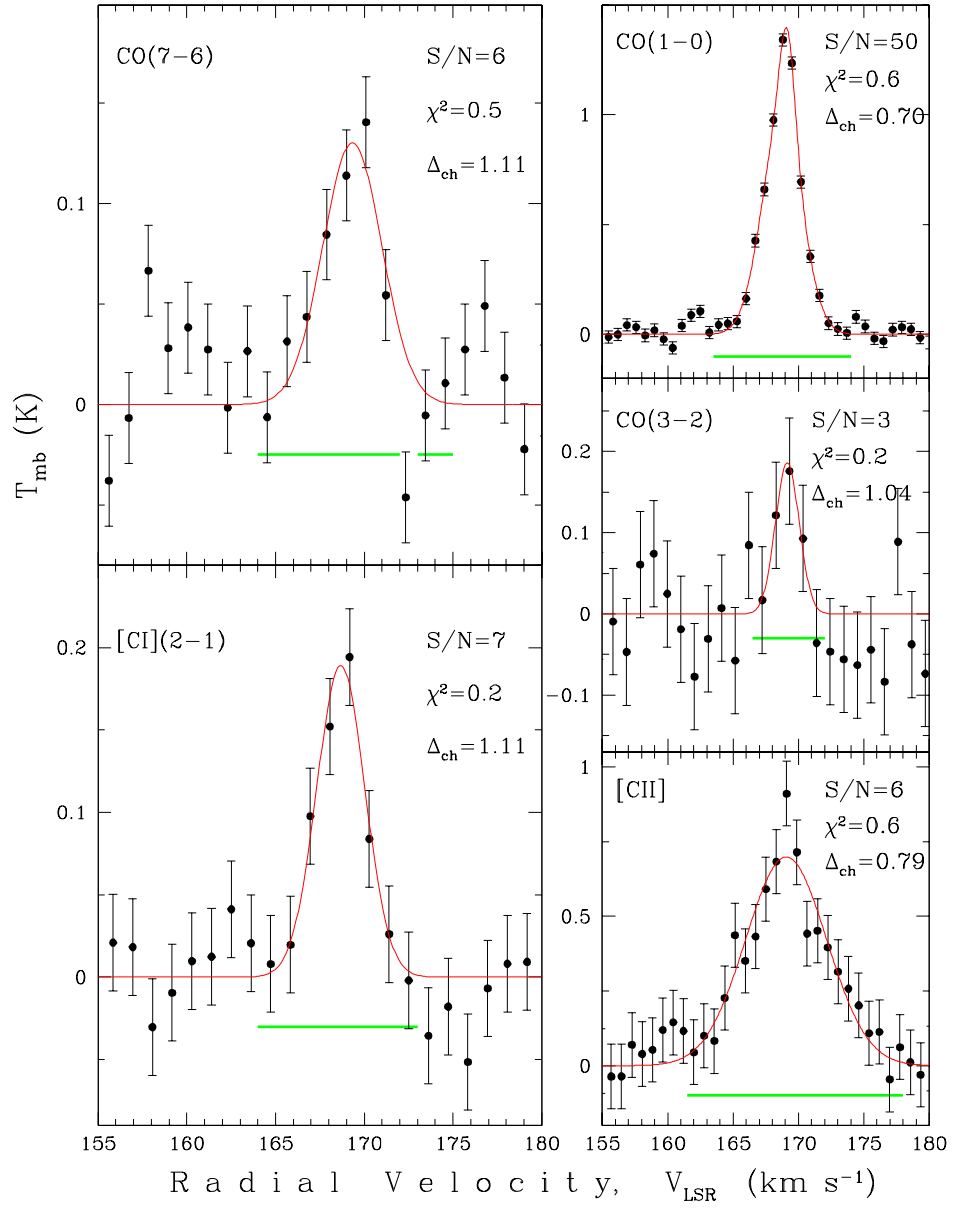 CO(7−6)
S/N=6
χ²=0.5
Δch=1.11
0.1
0
Tmb (K)
[CI](2−1)
S/N=7
χ²=0.2
Δch=1.11
0.2
0.1
0
155 160 165 170 175 180
CO(1−0)
S/N=50
χ²=0.6
Δch=0.70
1
0
CO(3−2)
S/N=3
χ²=0.2
Δch=1.04
0.2
0.1
0
−0.1
[CII]
S/N=6
χ²=0.6
Δch=0.79
1
0.5
0
155 160 165 170 175 180
Radial Velocity, VLSR (km s⁻¹)